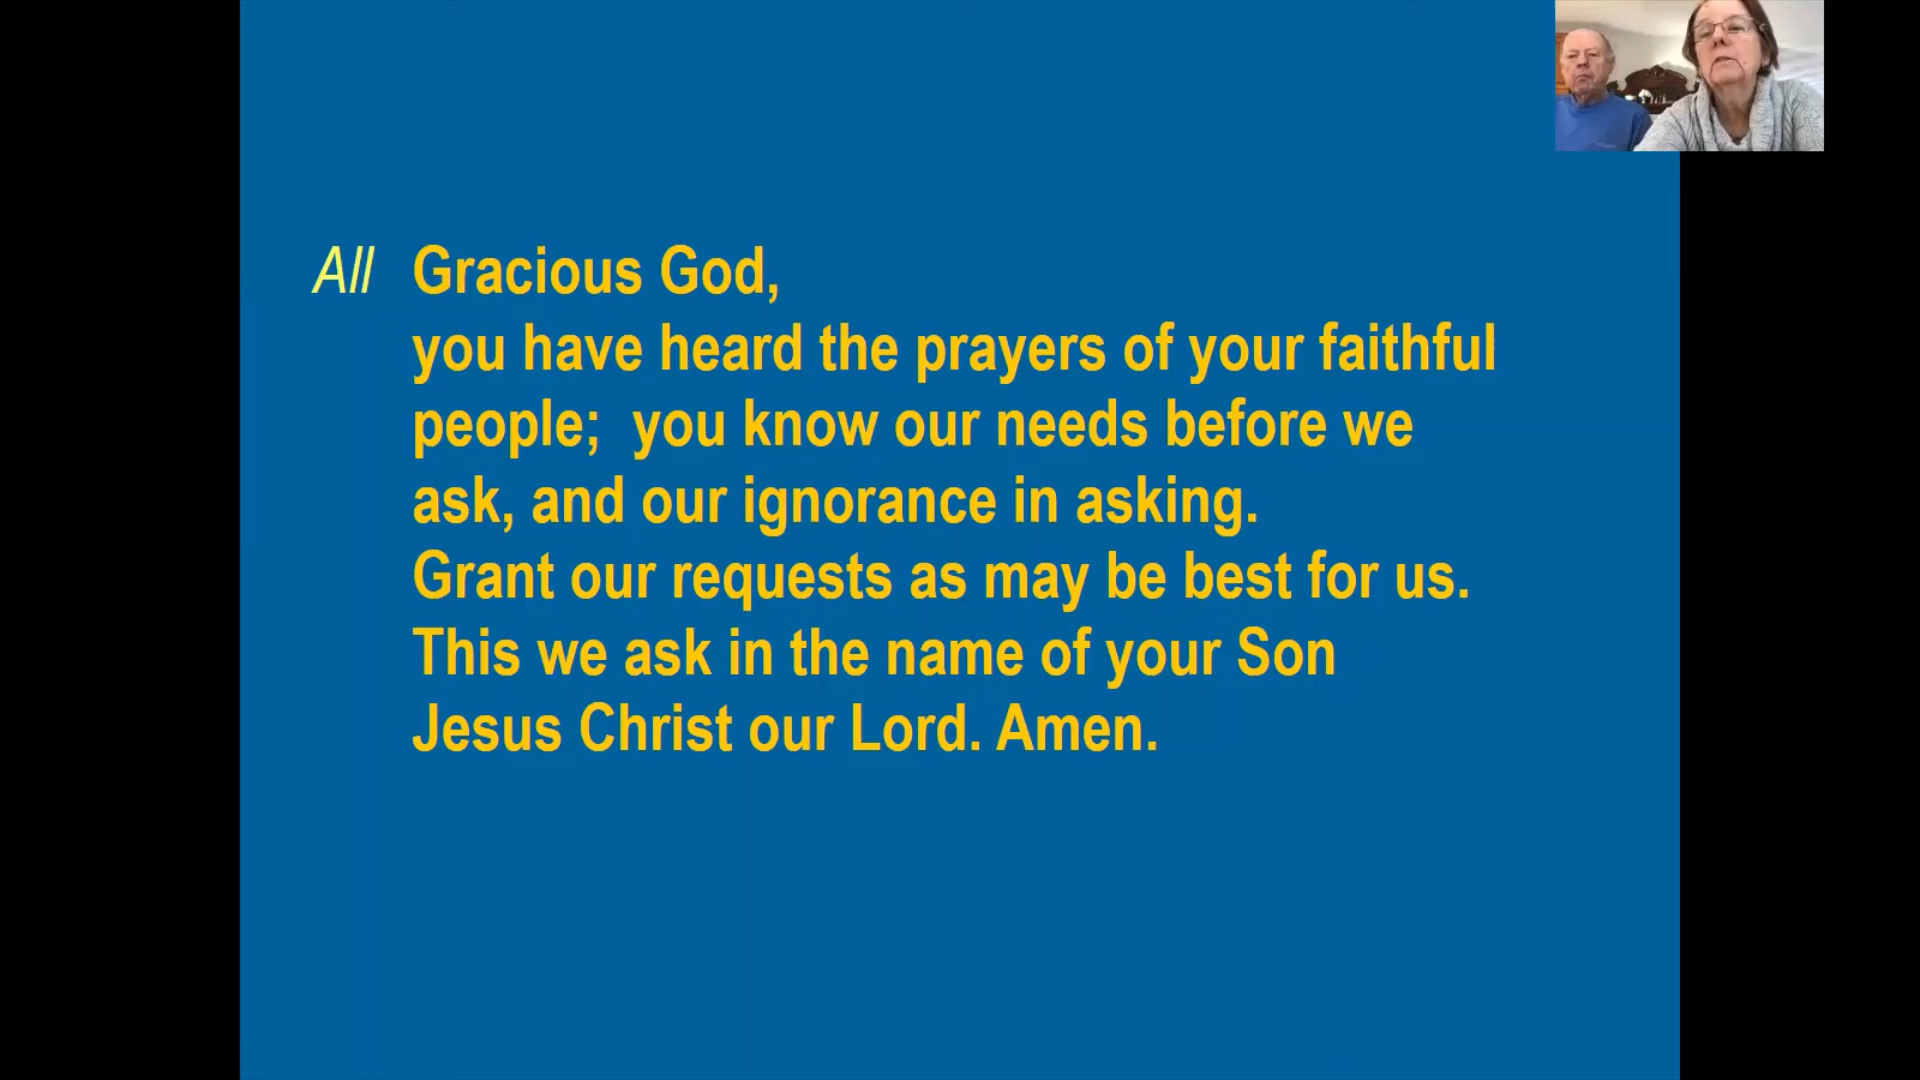 All Gracious God,
you have heard the prayers of your faithful
people;  you know our needs before we
ask, and our ignorance in asking.
Grant our requests as may be best for us.
This we ask in the name of your Son
Jesus Christ our Lord. Amen.